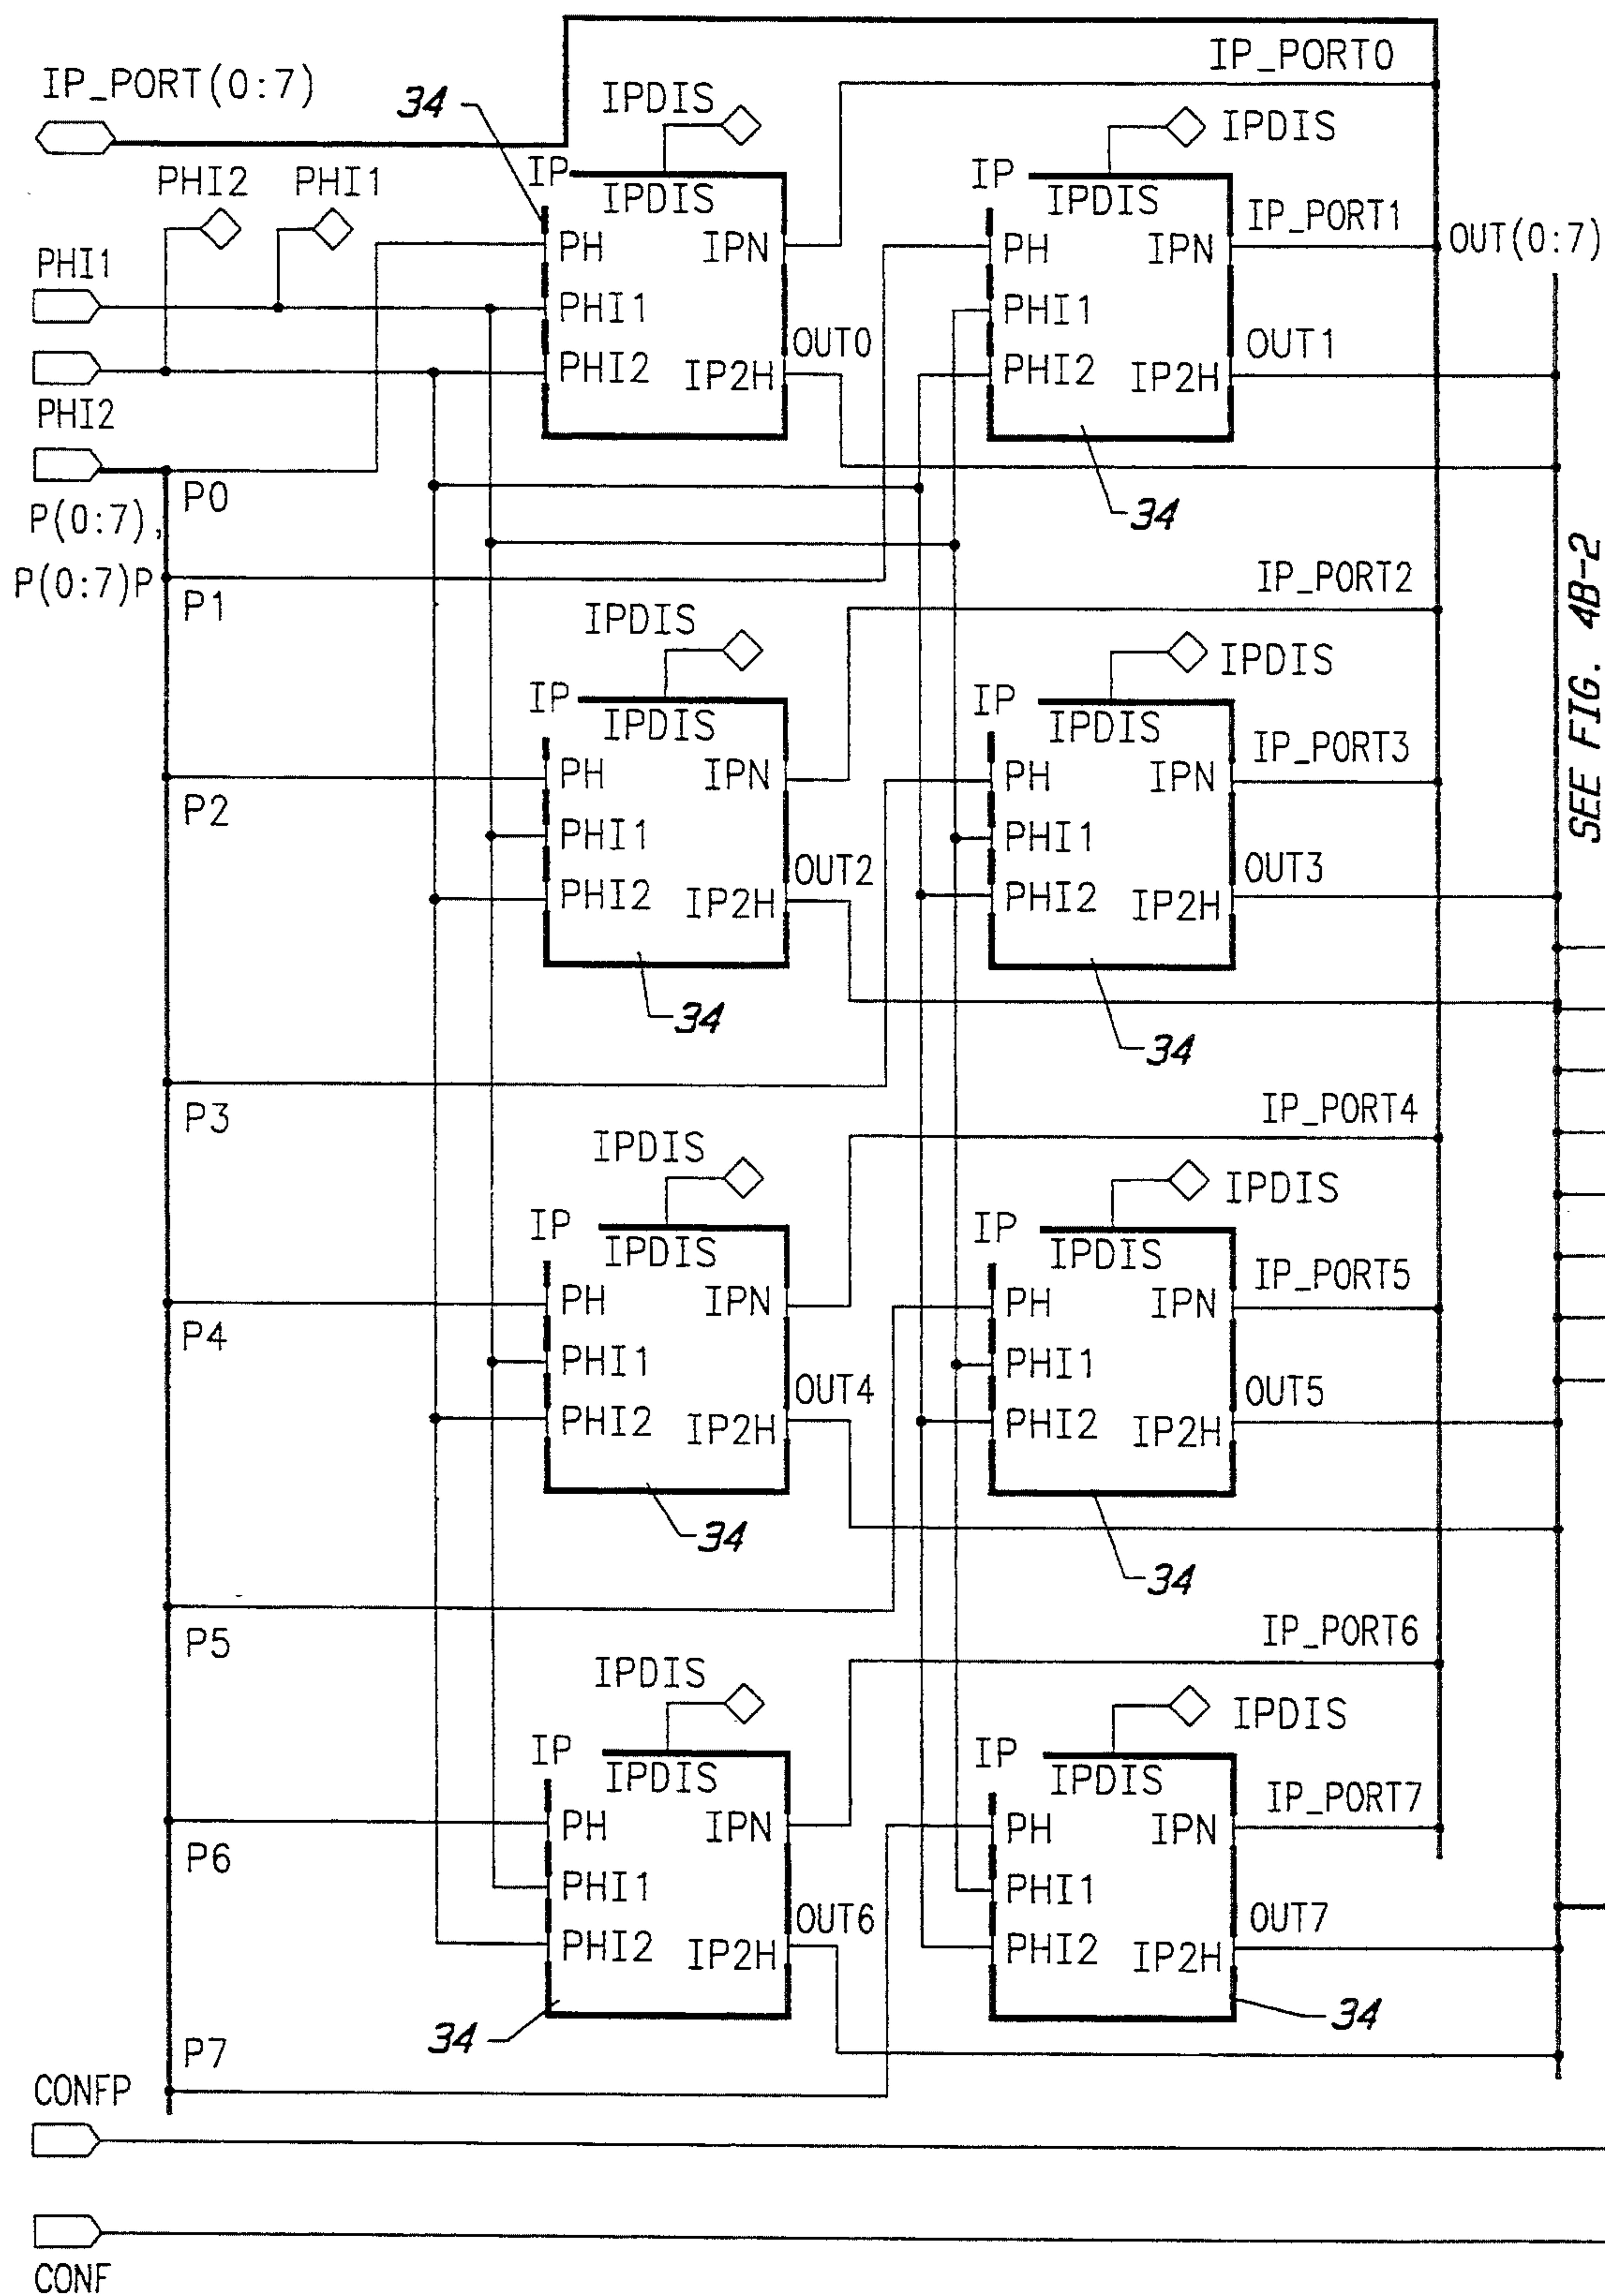 IP_PORT0
IP_PORT(0:7)
34
IPDIS
IPDIS
PHI2
PHI1
IP
IPDIS
IP
IPDIS
IP_PORT1
OUT(0:7)
PHI1
PH
IPN
PH
IPN
PHI1
PHI1
OUT0
OUT1
PHI2
IP2H
PHI2
IP2H
PHI2
P0
34
P(0:7),
P(0:7)P
P1
IP_PORT2
SEE FIG. 4B-2
IPDIS
IPDIS
IP
IPDIS
IP
IPDIS
IP_PORT3
PH
IPN
PH
IPN
P2
PHI1
PHI1
OUT2
OUT3
PHI2
IP2H
PHI2
IP2H
34
34
P3
IP_PORT4
IPDIS
IPDIS
IP
IPDIS
IP
IPDIS
IP_PORT5
PH
IPN
PH
IPN
P4
PHI1
PHI1
OUT4
OUT5
PHI2
IP2H
PHI2
IP2H
34
34
P5
IP_PORT6
IPDIS
IPDIS
IP
IPDIS
IP
IPDIS
IP_PORT7
PH
IPN
PH
IPN
P6
PHI1
PHI1
OUT6
OUT7
PHI2
IP2H
PHI2
IP2H
34
34
P7
CONFP
CONF